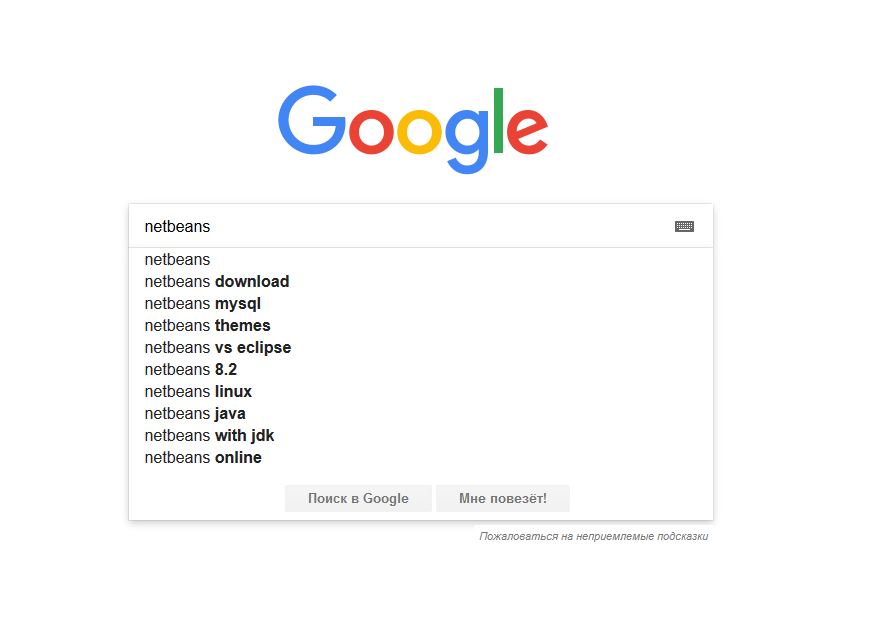 Google
netbeans
netbeans
netbeans download
netbeans mysql
netbeans themes
netbeans vs eclipse
netbeans 8.2
netbeans linux
netbeans java
netbeans with jdk
netbeans online
Поиск в Google Мне повезёт!
Пожаловаться на неприемлемые подсказки